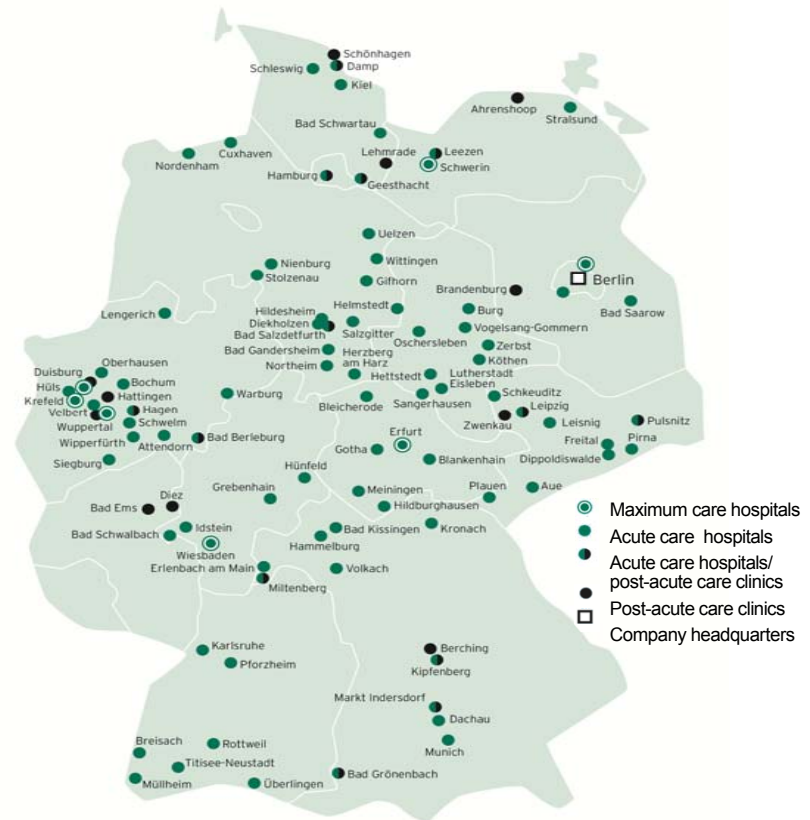 Schönhagen
Damp
Schleswig
Kiel
Ahrenshoop
Stralsund
Bad Schwartau
Cuxhaven
Nordenham
Lehmrade
Leezen
Schwerin
Hamburg
Geesthacht
Uelzen
Wittingen
Nienburg
Stolzenau
Gifhorn
Berlin
Brandenburg
Bad Saarow
Lengerich
Hildesheim
Diekholzen
Bad Salzdetfurth
Helmstedt
Salzgitter
Burg
Vogelsang-Gommern
Oschersleben
Zerbst
Köthen
Bad Gandersheim
Northeim
Herzberg
am Harz
Hettstedt
Lutherstadt
Eisleben
Sangerhausen
Bleicherode
Schkeuditz
Leipzig
Zwenkau
Leisnig
Pulsnitz
Freital
Pirna
Dippoldiswalde
Duisburg
Oberhausen
Hüls
Krefeld
Bochum
Hattingen
Velbert
Hagen
Wuppertal
Schwelm
Wipperfürth
Attendorn
Siegburg
Warburg
Bad Berleburg
Erfurt
Gotha
Blankenhain
Hünfeld
Grebenhain
Meiningen
Hildburghausen
Plauen
Aue
Bad Ems
Diez
Idstein
Bad Schwalbach
Wiesbaden
Hammelburg
Bad Kissingen
Kronach
Erlenbach am Main
Miltenberg
Volkach
Maximum care hospitals
Acute care hospitals
Acute care hospitals/
post-acute care clinics
Post-acute care clinics
Company headquarters
Karlsruhe
Pforzheim
Berching
Kipfenberg
Markt Indersdorf
Dachau
Munich
Breisach
Rottweil
Titisee-Neustadt
Müllheim
Überlingen
Bad Grönenbach